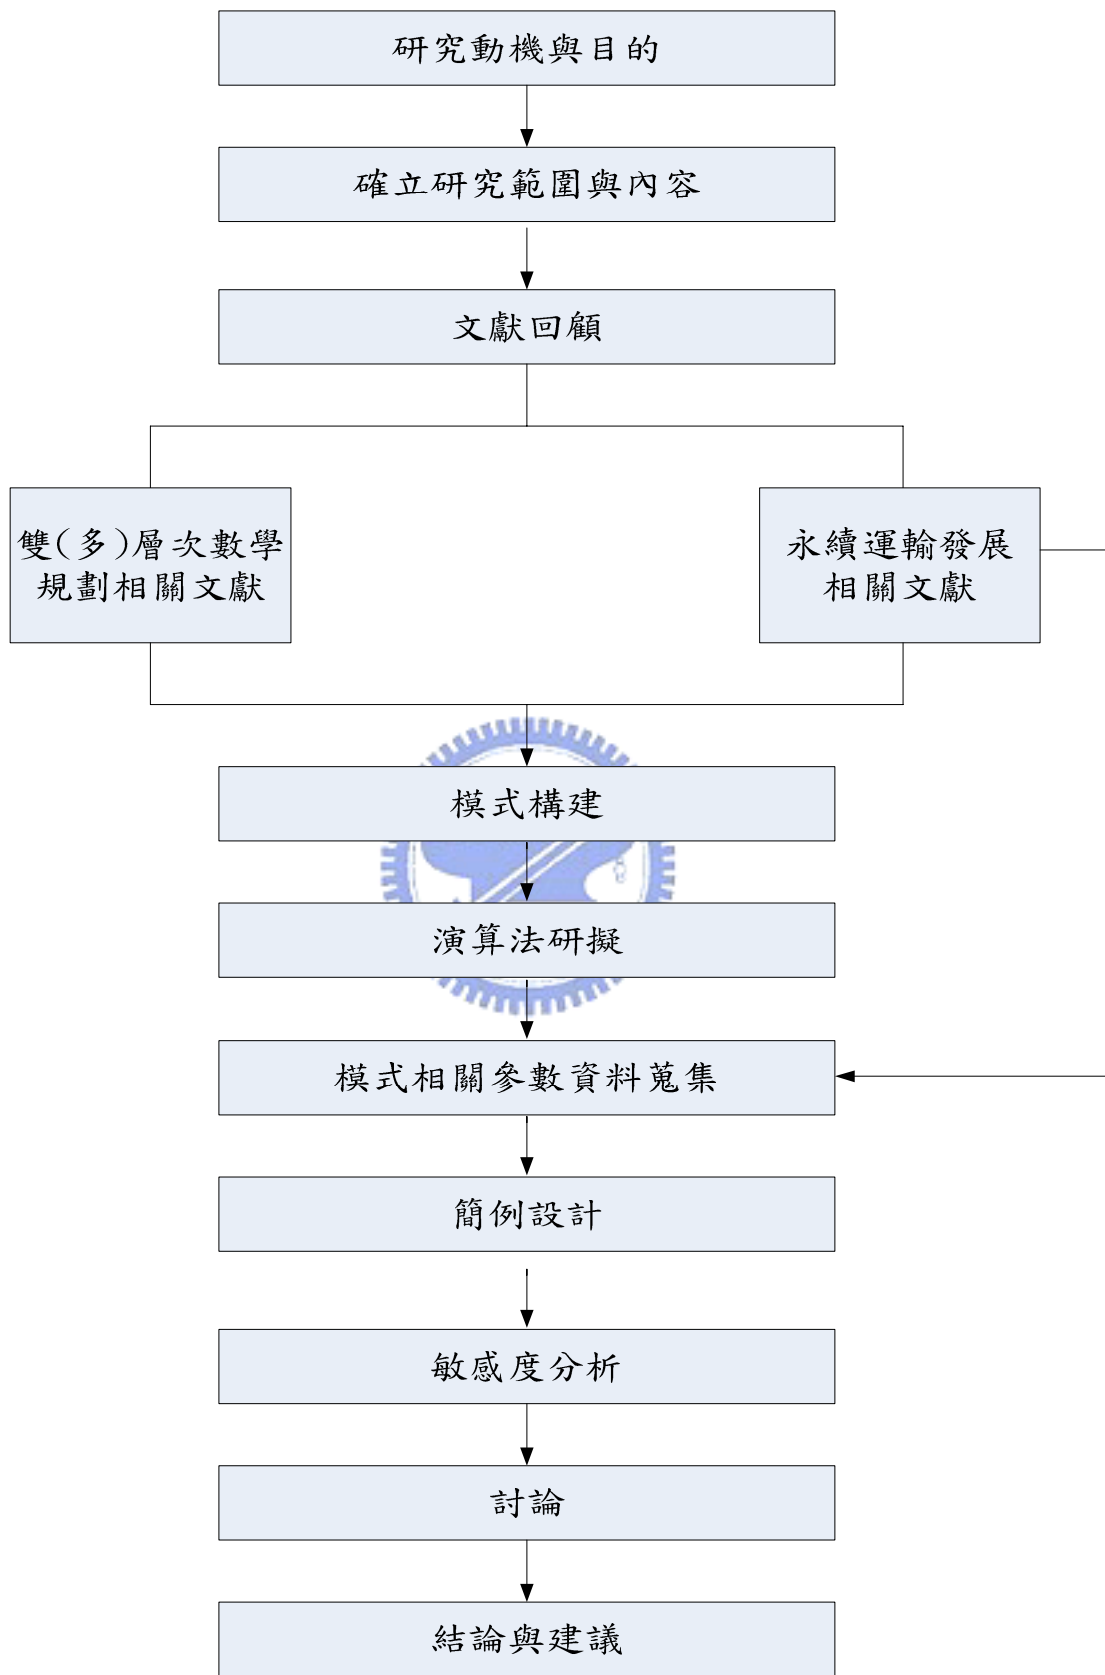 研究動機與目的
確立研究範圍與內容
文獻回顧
雙(多)層次數學
規劃相關文獻
永續運輸發展
相關文獻
模式構建
演算法研擬
模式相關參數資料蒐集
簡例設計
敏感度分析
討論
結論與建議